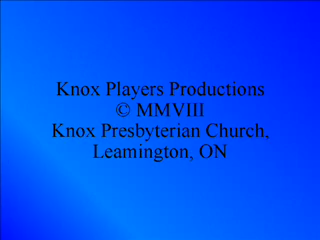 Knox Players Productions
© MMVIII
Knox Presbyterian Church,
Leamington, ON